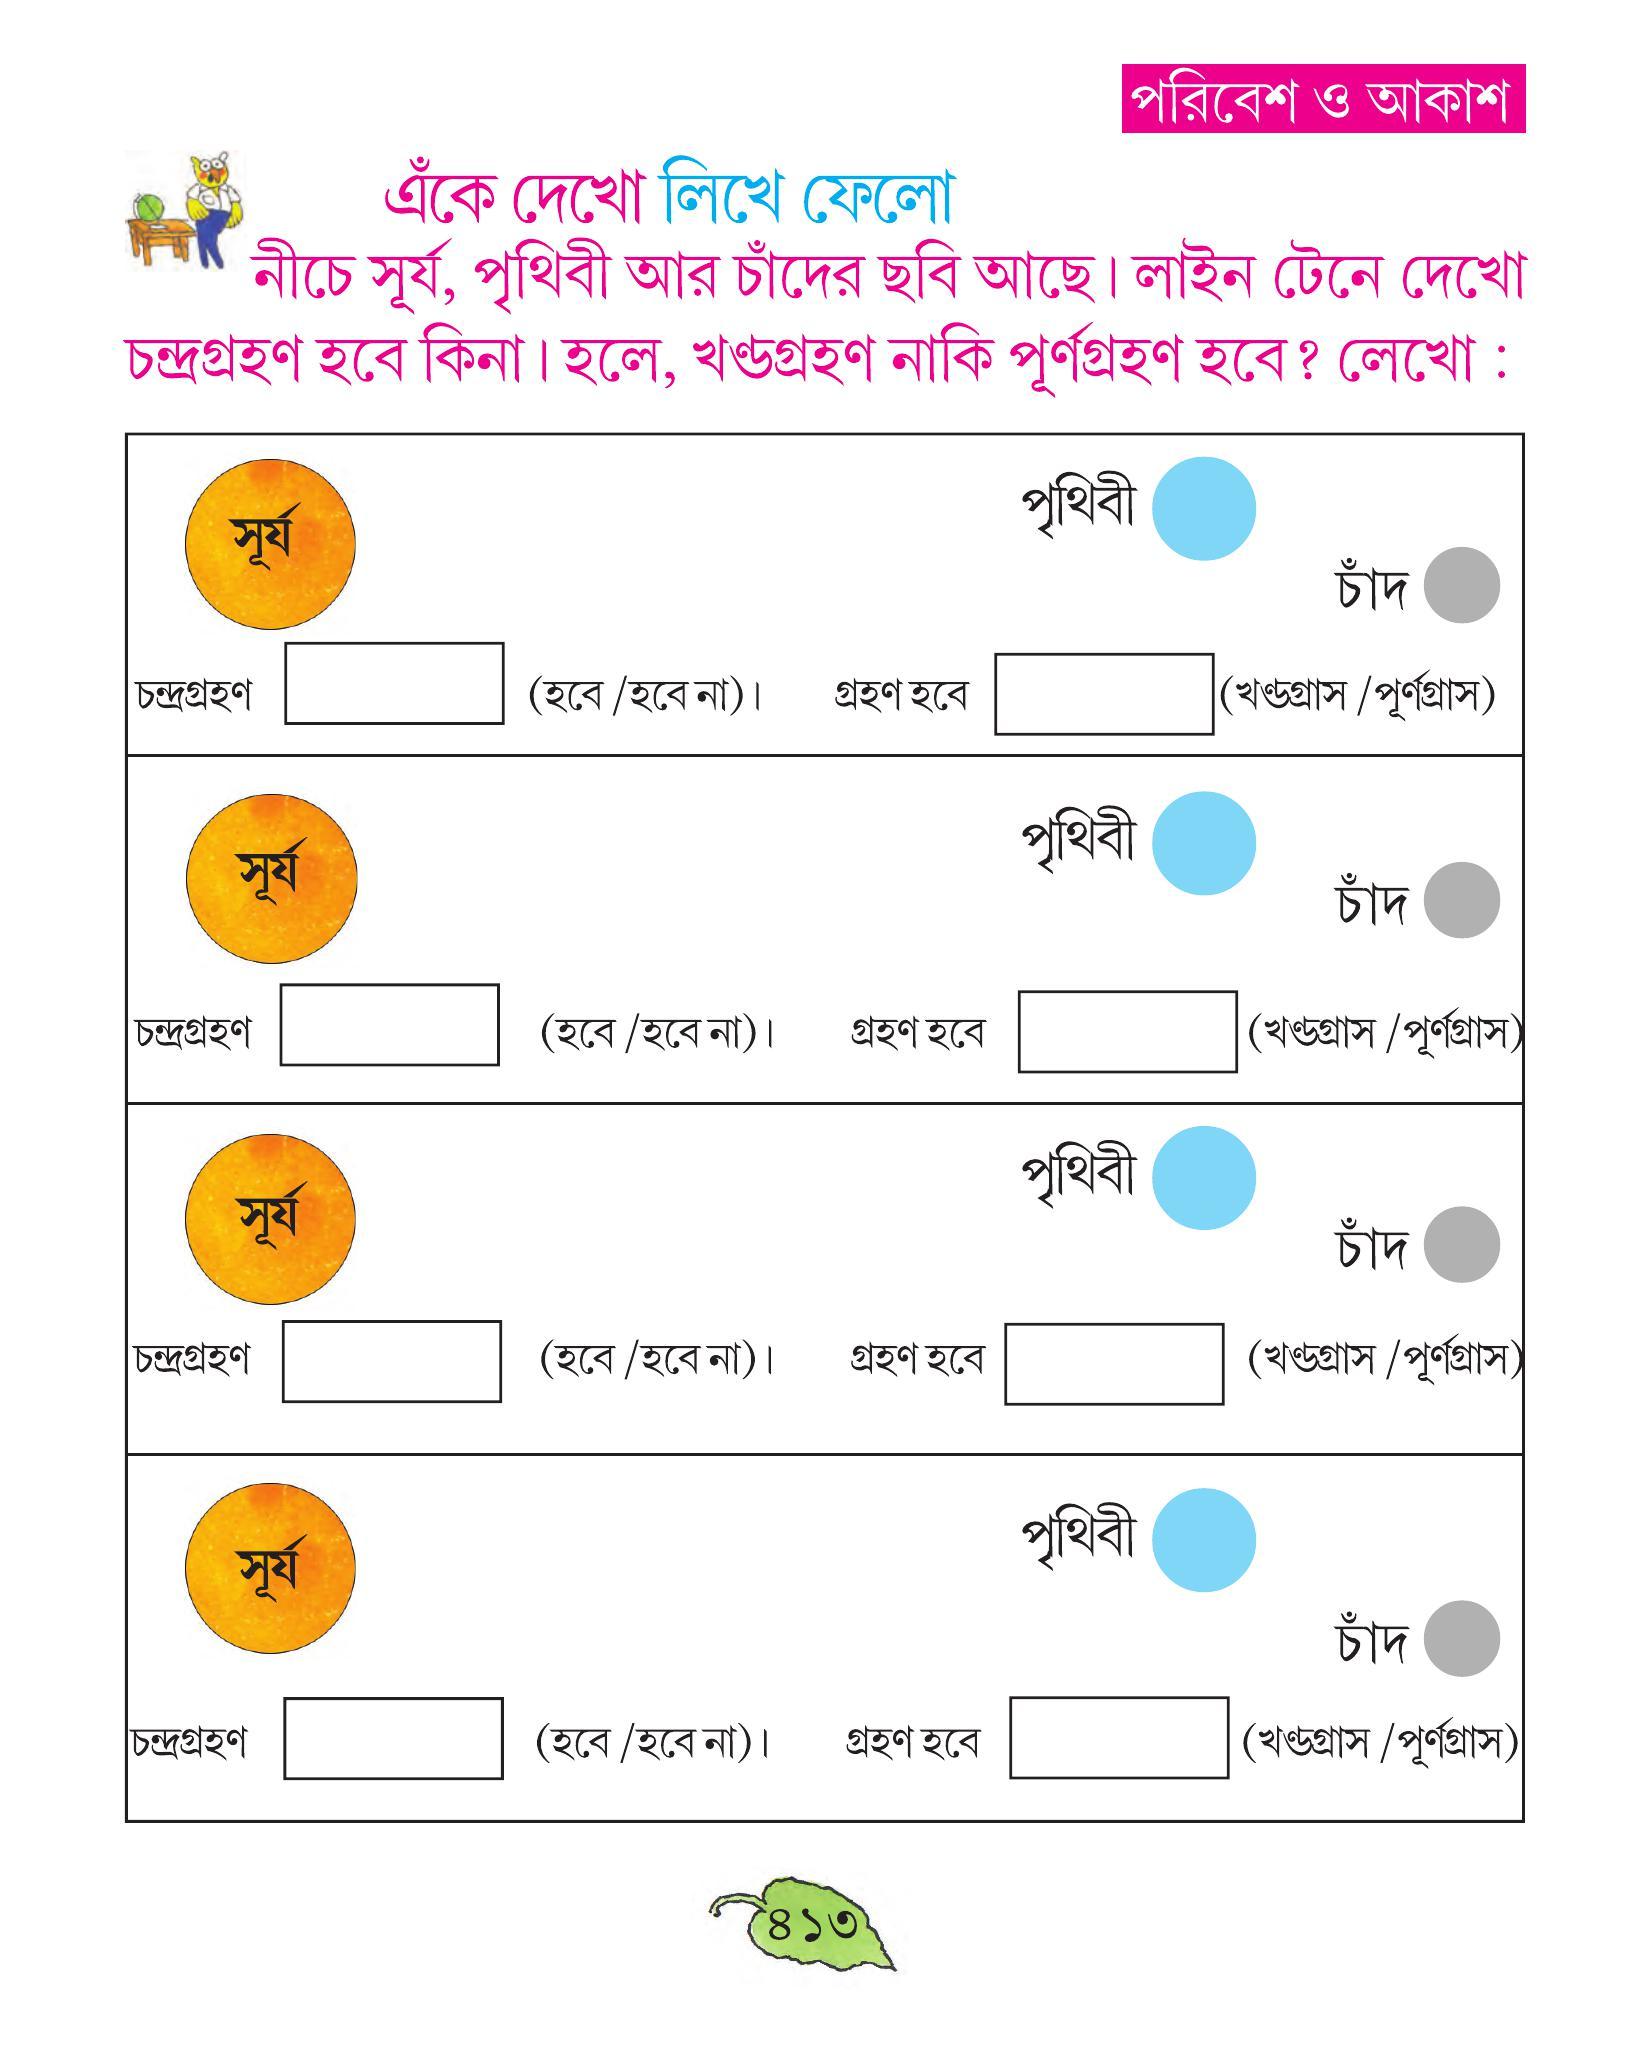 পরিবেশ ও আকাশ
এঁকে দেখো লিখে ফেলো
নীচে সূর্য, পৃথিবী আর চাঁদের ছবি আছে। লাইন টেনে দেখো
চন্দ্রগ্রহণ হবে কিনা। হলে, খণ্ডগ্রহণ নাকি পূর্ণগ্রহণ হবে? লেখো :
সূর্য পৃথিবী
চাঁদ
চন্দ্রগ্রহণ (হবে /হবে না)। গ্রহণ হবে (খণ্ডগ্রাস /পূর্ণগ্রাস)
সূর্য পৃথিবী
চাঁদ
চন্দ্রগ্রহণ (হবে /হবে না)। গ্রহণ হবে (খণ্ডগ্রাস /পূর্ণগ্রাস)
সূর্য পৃথিবী
চাঁদ
চন্দ্রগ্রহণ (হবে /হবে না)। গ্রহণ হবে (খণ্ডগ্রাস /পূর্ণগ্রাস)
সূর্য পৃথিবী
চাঁদ
চন্দ্রগ্রহণ (হবে /হবে না)। গ্রহণ হবে (খণ্ডগ্রাস /পূর্ণগ্রাস)
৪১৩